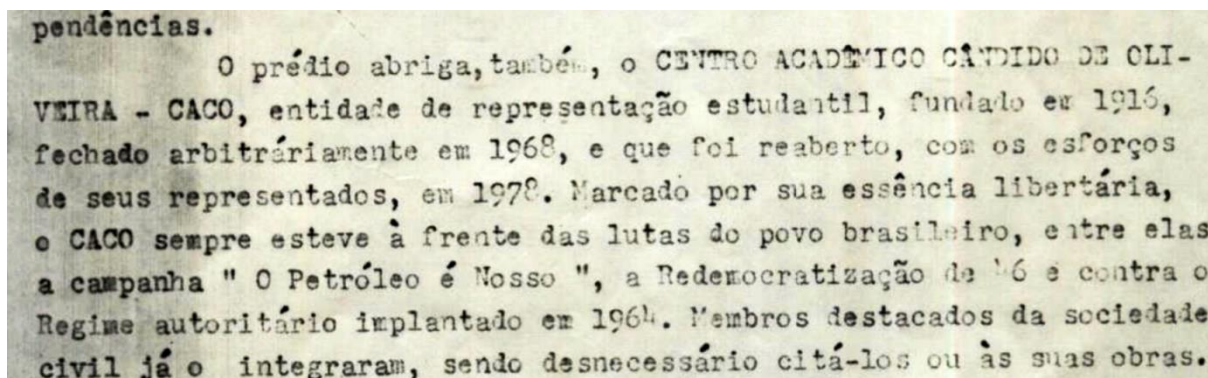 pendências.
O prédio abriga, também, o CENTRO ACADÊMICO CÂNDIDO DE OLI-
VEIRA - CACO, entidade de representação estudantil, fundado em 1916,
fechado arbitráriamente em 1968, e que foi reaberto, com os esforços
de seus representados, em 1978. Marcado por sua essência libertária,
o CACO sempre esteve à frente das lutas do povo brasileiro, entre elas
a campanha " O Petróleo é Nosso ", a Redemocratização de 46 e contra o
Regime autoritário implantado em 1964. Membros destacados da sociedade
civil já o integraram, sendo desnecessário citá-los ou às suas obras.